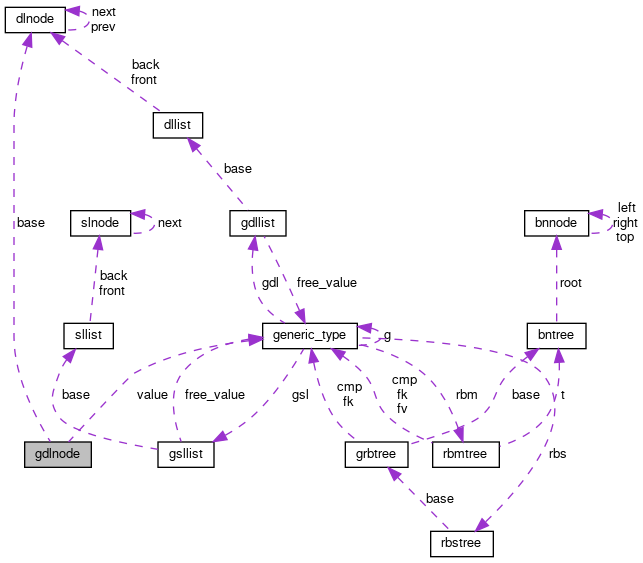 dlnode
next
prev
back
front
dllist
base
slnode
next
gdllist
bnnode
left
right
top
base
back
front
gdl
free_value
root
sllist
generic_type
g
bntree
base
value
free_value
gsl
cmp
fk
cmp
fk
fv
rbm
base
t
gdlnode
gsllist
grbtree
rbmtree
rbs
base
rbstree